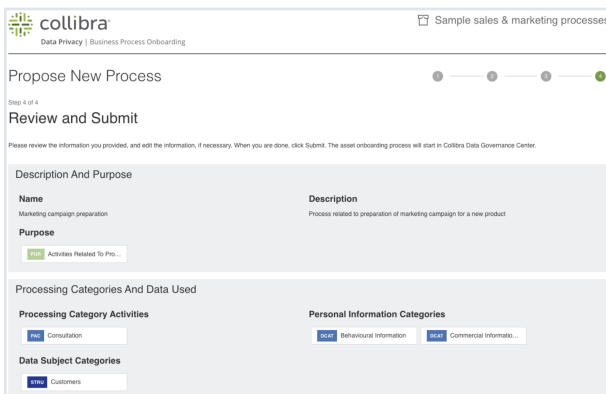 collibra
Sample sales & marketing processes
Data Privacy | Business Process Onboarding
Propose New Process
1 2 3 4
Step 4 of 4
Review and Submit
Please review the information you provided, and edit the information, if necessary. When you are done, click Submit. The asset onboarding process will start in Collibra Data Governance Center.
Description And Purpose
Name Description
Marketing campaign preparation Process related to preparation of marketing campaign for a new product
Purpose
PUR Activities Related To Pro...
Processing Categories And Data Used
Processing Category Activities Personal Information Categories
PAC Consultation DCAT Behavioural Information DCAT Commercial Informatio...
Data Subject Categories
STRU Customers